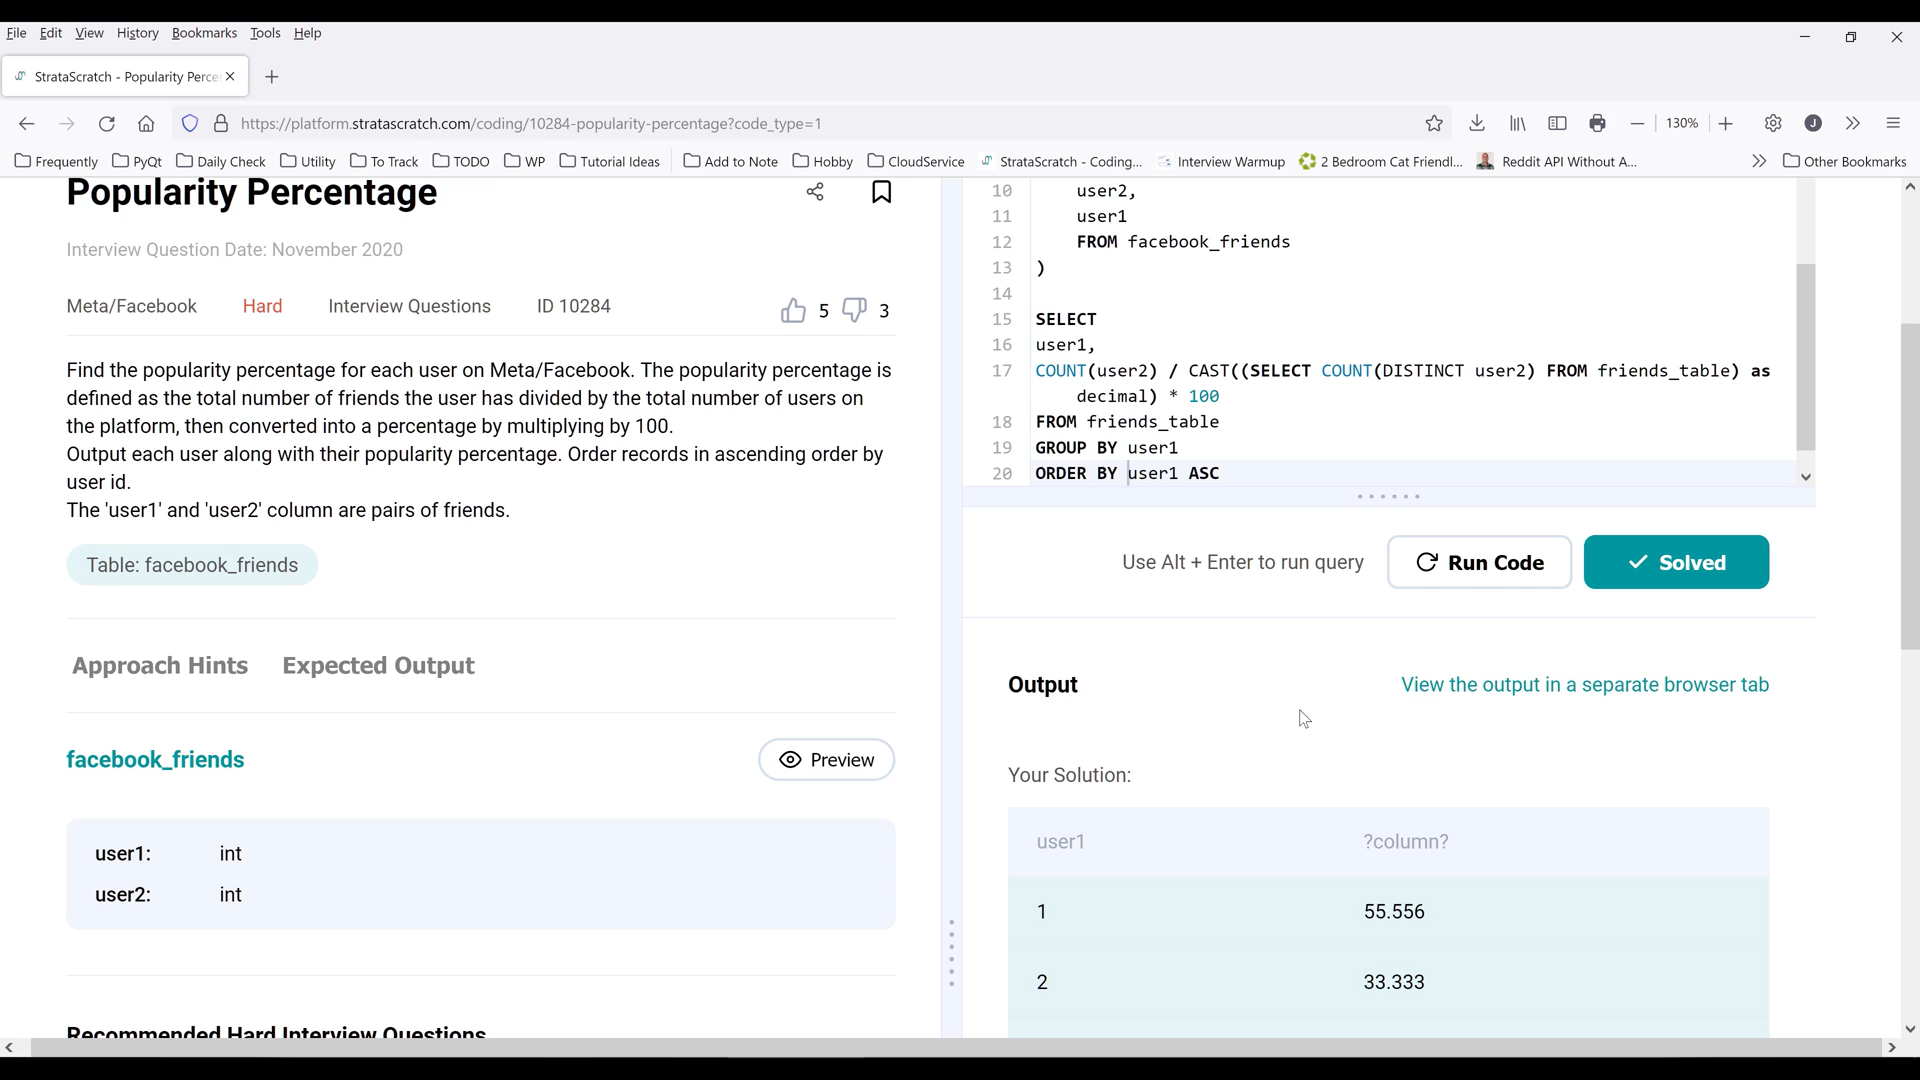 File Edit View History Bookmarks Tools Help
StrataScratch - Popularity Perce
https://platform.stratascratch.com/coding/10284-popularity-percentage?code_type=1
130%
J
Frequently PyQt Daily Check Utility To Track TODO WP Tutorial Ideas Add to Note Hobby CloudService StrataScratch - Coding... Interview Warmup 2 Bedroom Cat Friendl... Reddit API Without A... Other Bookmarks
Popularity Percentage
Interview Question Date: November 2020
Meta/Facebook Hard Interview Questions ID 10284 5 3
Find the popularity percentage for each user on Meta/Facebook. The popularity percentage is
defined as the total number of friends the user has divided by the total number of users on
the platform, then converted into a percentage by multiplying by 100.
Output each user along with their popularity percentage. Order records in ascending order by
user id.
The 'user1' and 'user2' column are pairs of friends.
Table: facebook_friends
Approach Hints Expected Output
facebook_friends Preview
user1: int
user2: int
Recommended Hard Interview Questions
10 user2,
11 user1
12 FROM facebook_friends
13 )
14
15 SELECT
16 user1,
17 COUNT(user2) / CAST((SELECT COUNT(DISTINCT user2) FROM friends_table) as
decimal) * 100
18 FROM friends_table
19 GROUP BY user1
20 ORDER BY user1 ASC
Use Alt + Enter to run query Run Code Solved
Output View the output in a separate browser tab
Your Solution:
user1 ?column?
1 55.556
2 33.333